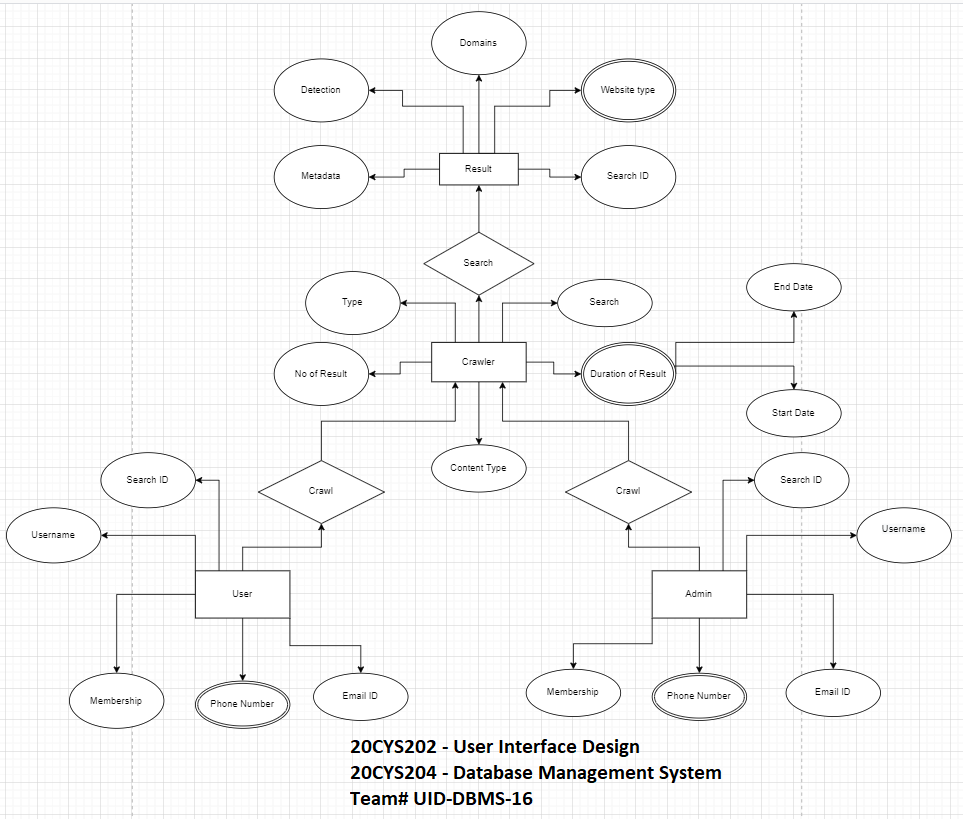 Domains
Detection
Website type
Metadata
Result
Search ID
Search
Type
Search
End Date
No of Result
Crawler
Duration of Result
Start Date
Content Type
Search ID
Crawl
Crawl
Search ID
Username
Username
User
Admin
Membership
Phone Number
Email ID
Membership
Phone Number
Email ID
20CYS202 - User Interface Design
20CYS204 - Database Management System
Team# UID-DBMS-16